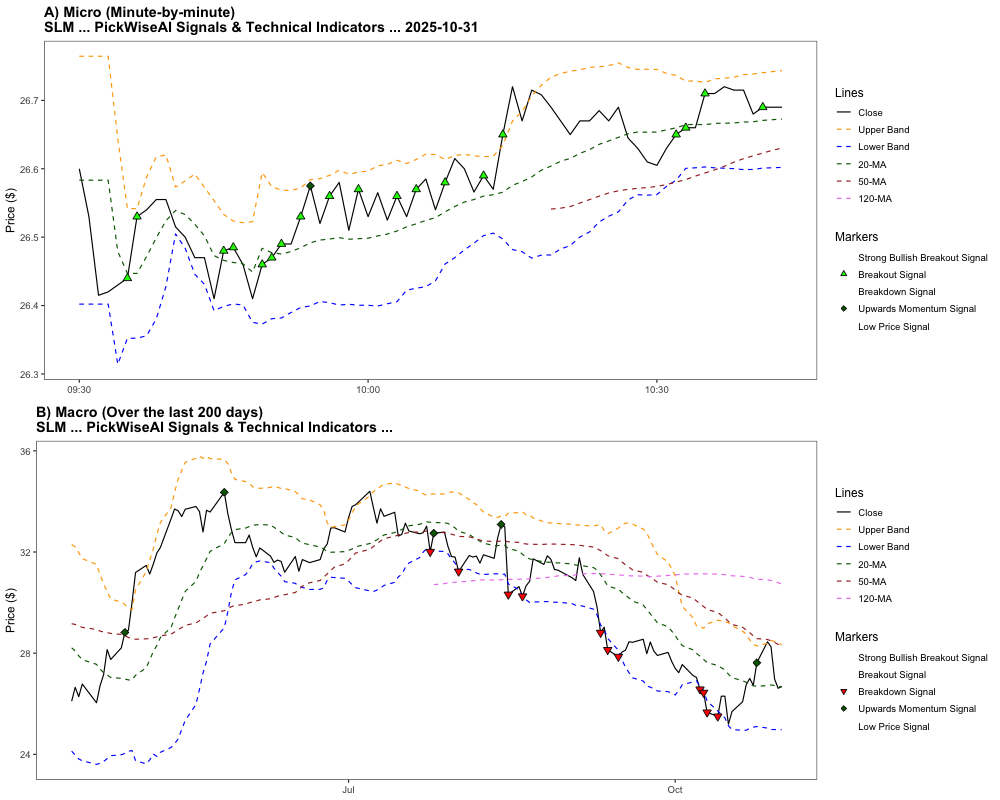 A) Micro (Minute-by-minute)
SLM ... PickWiseAI Signals & Technical Indicators ... 2025-10-31
26.7
26.6
26.5
26.4
26.3
Price ($)
09:30
10:00
10:30
Lines
Close
Upper Band
Lower Band
20-MA
50-MA
120-MA
Markers
Strong Bullish Breakout Signal
Breakout Signal
Breakdown Signal
Upwards Momentum Signal
Low Price Signal
B) Macro (Over the last 200 days)
SLM ... PickWiseAI Signals & Technical Indicators ...
36
32
28
24
Price ($)
Jul
Oct
Lines
Close
Upper Band
Lower Band
20-MA
50-MA
120-MA
Markers
Strong Bullish Breakout Signal
Breakout Signal
Breakdown Signal
Upwards Momentum Signal
Low Price Signal